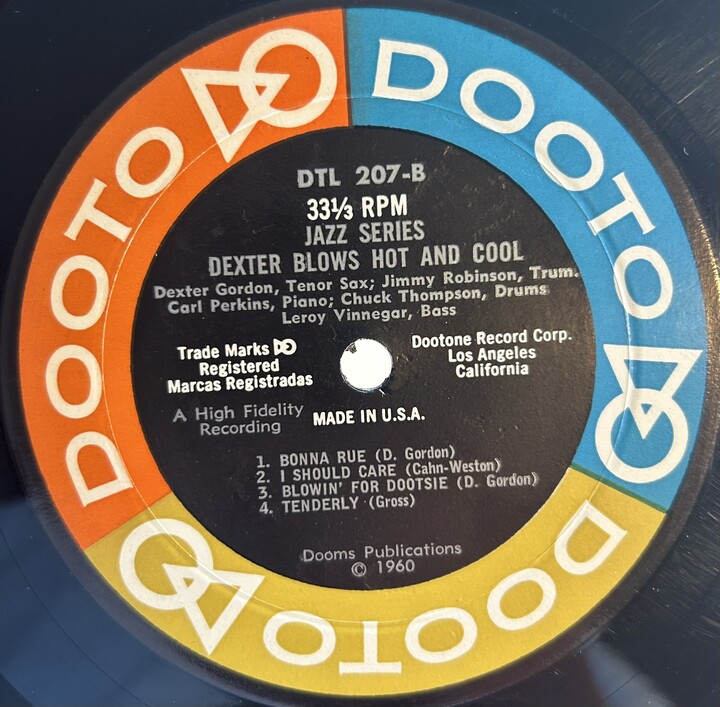 DOOTO
DOOTO
DOOTO
DTL 207-B
33⅓ RPM
JAZZ SERIES
DEXTER BLOWS HOT AND COOL
Dexter Gordon, Tenor Sax; Jimmy Robinson, Trum.
Carl Perkins, Piano; Chuck Thompson, Drums
Leroy Vinnegar, Bass
Trade Marks DO
Registered
Marcas Registradas
Dootone Record Corp.
Los Angeles
California
A High Fidelity
Recording
MADE IN U.S.A.
1. BONNA RUE (D. Gordon)
2. I SHOULD CARE (Cahn-Weston)
3. BLOWIN' FOR DOOTSIE (D. Gordon)
4. TENDERLY (Gross)
Dooms Publications
© 1960